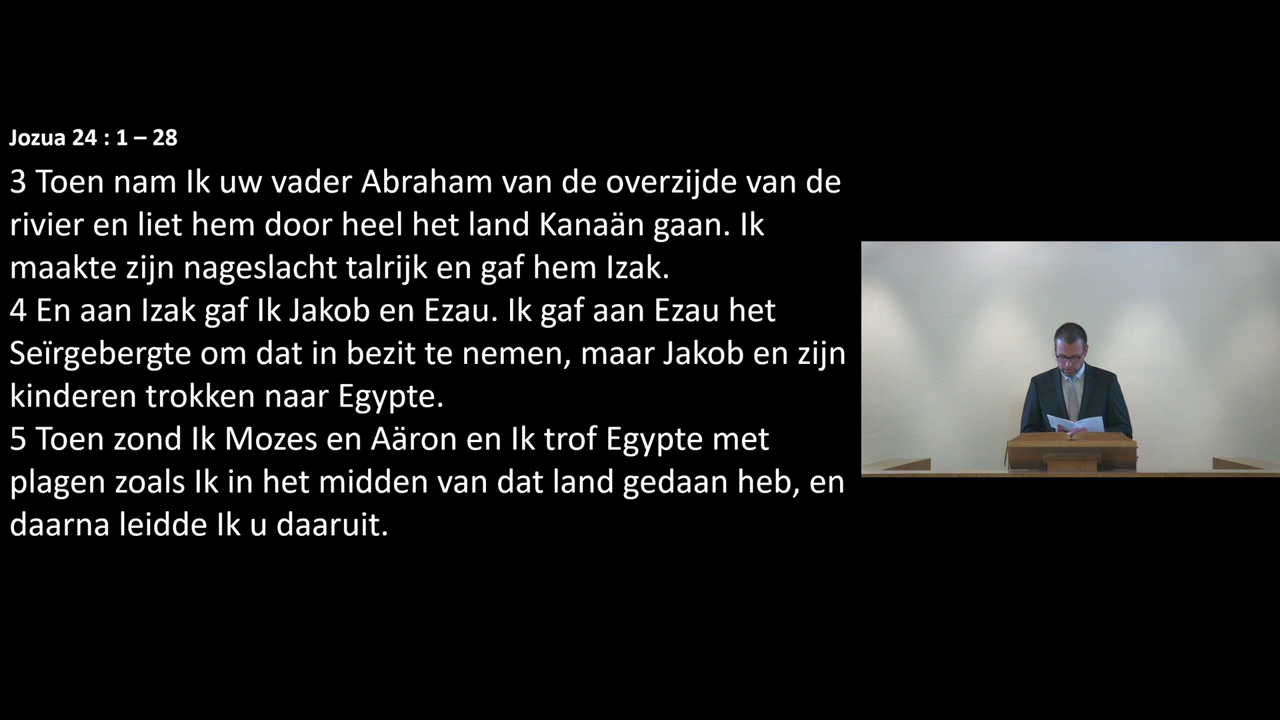 Jozua 24 : 1 – 28
3 Toen nam Ik uw vader Abraham van de overzijde van de
rivier en liet hem door heel het land Kanaän gaan. Ik
maakte zijn nageslacht talrijk en gaf hem Izak.
4 En aan Izak gaf Ik Jakob en Ezau. Ik gaf aan Ezau het
Seïrgebergte om dat in bezit te nemen, maar Jakob en zijn
kinderen trokken naar Egypte.
5 Toen zond Ik Mozes en Aäron en Ik trof Egypte met
plagen zoals Ik in het midden van dat land gedaan heb, en
daarna leidde Ik u daaruit.